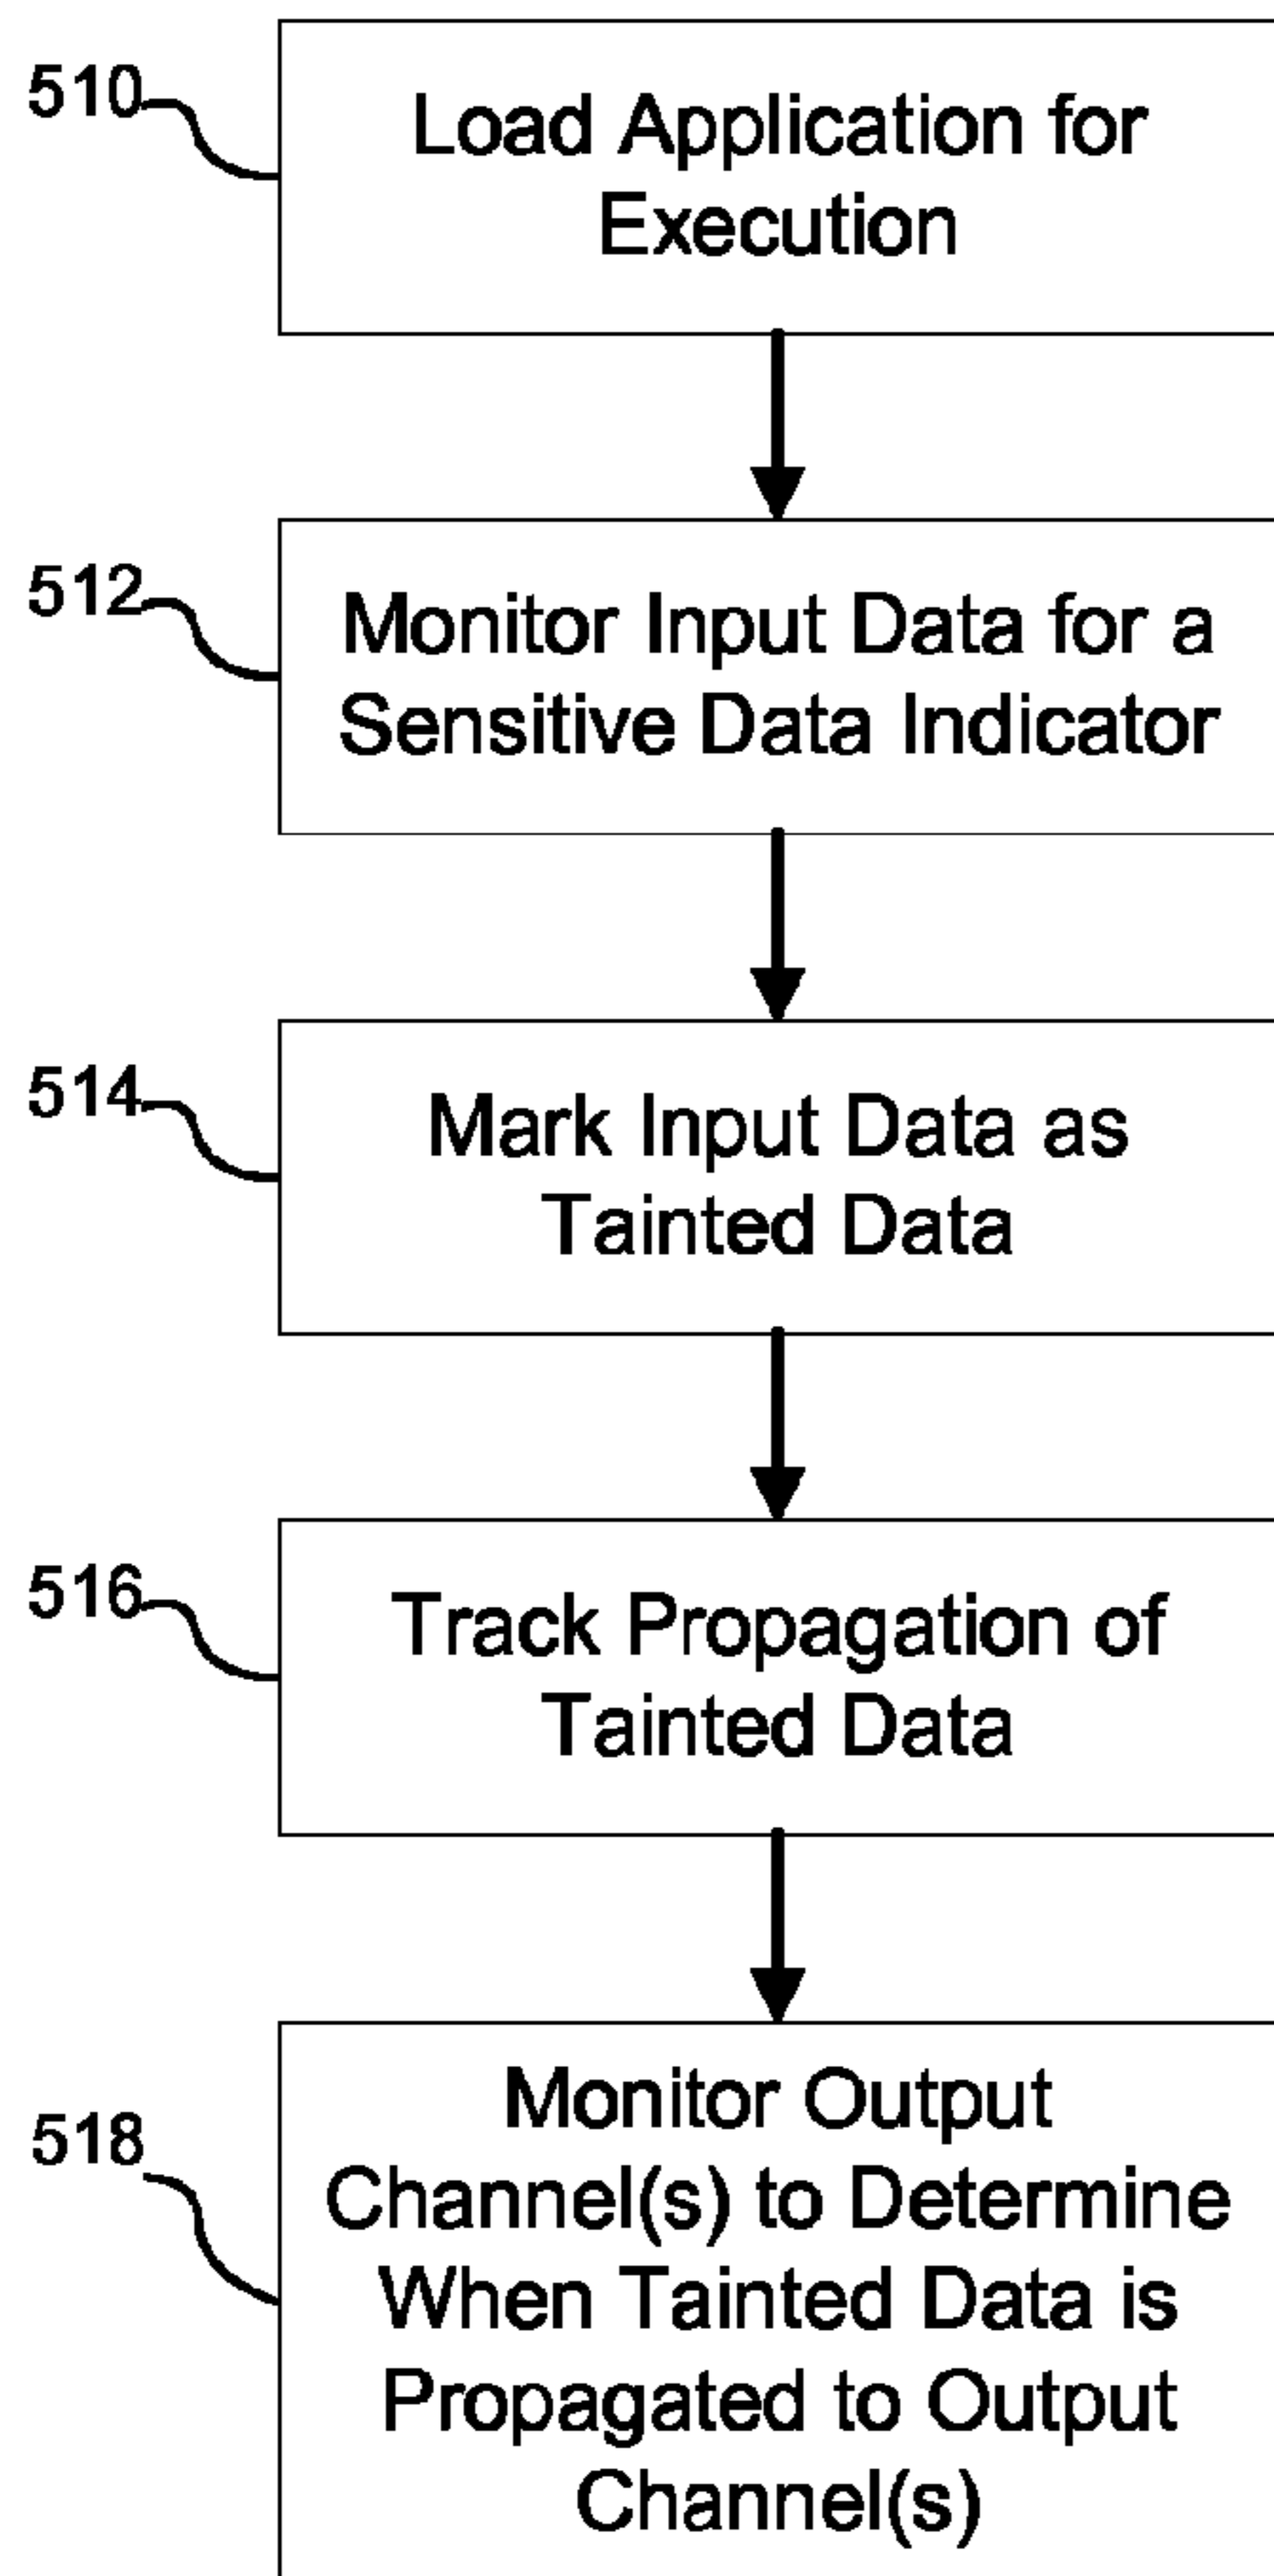 510
Load Application for
Execution
512
Monitor Input Data for a
Sensitive Data Indicator
514
Mark Input Data as
Tainted Data
516
Track Propagation of
Tainted Data
518
Monitor Output
Channel(s) to Determine
When Tainted Data is
Propagated to Output
Channel(s)